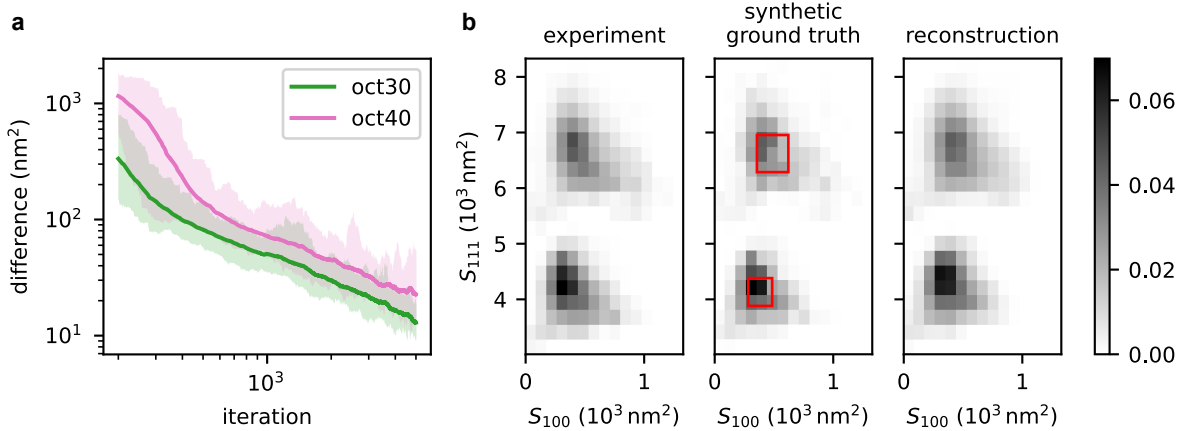 a
difference (nm²)
10³
10²
10¹
oct30
oct40
10³
iteration
b
experiment
synthetic
ground truth
reconstruction
S₁₁₁ (10³ nm²)
8
7
6
5
4
0
1
0
1
0
1
S₁₀₀ (10³ nm²)
S₁₀₀ (10³ nm²)
S₁₀₀ (10³ nm²)
0.06
0.04
0.02
0.00